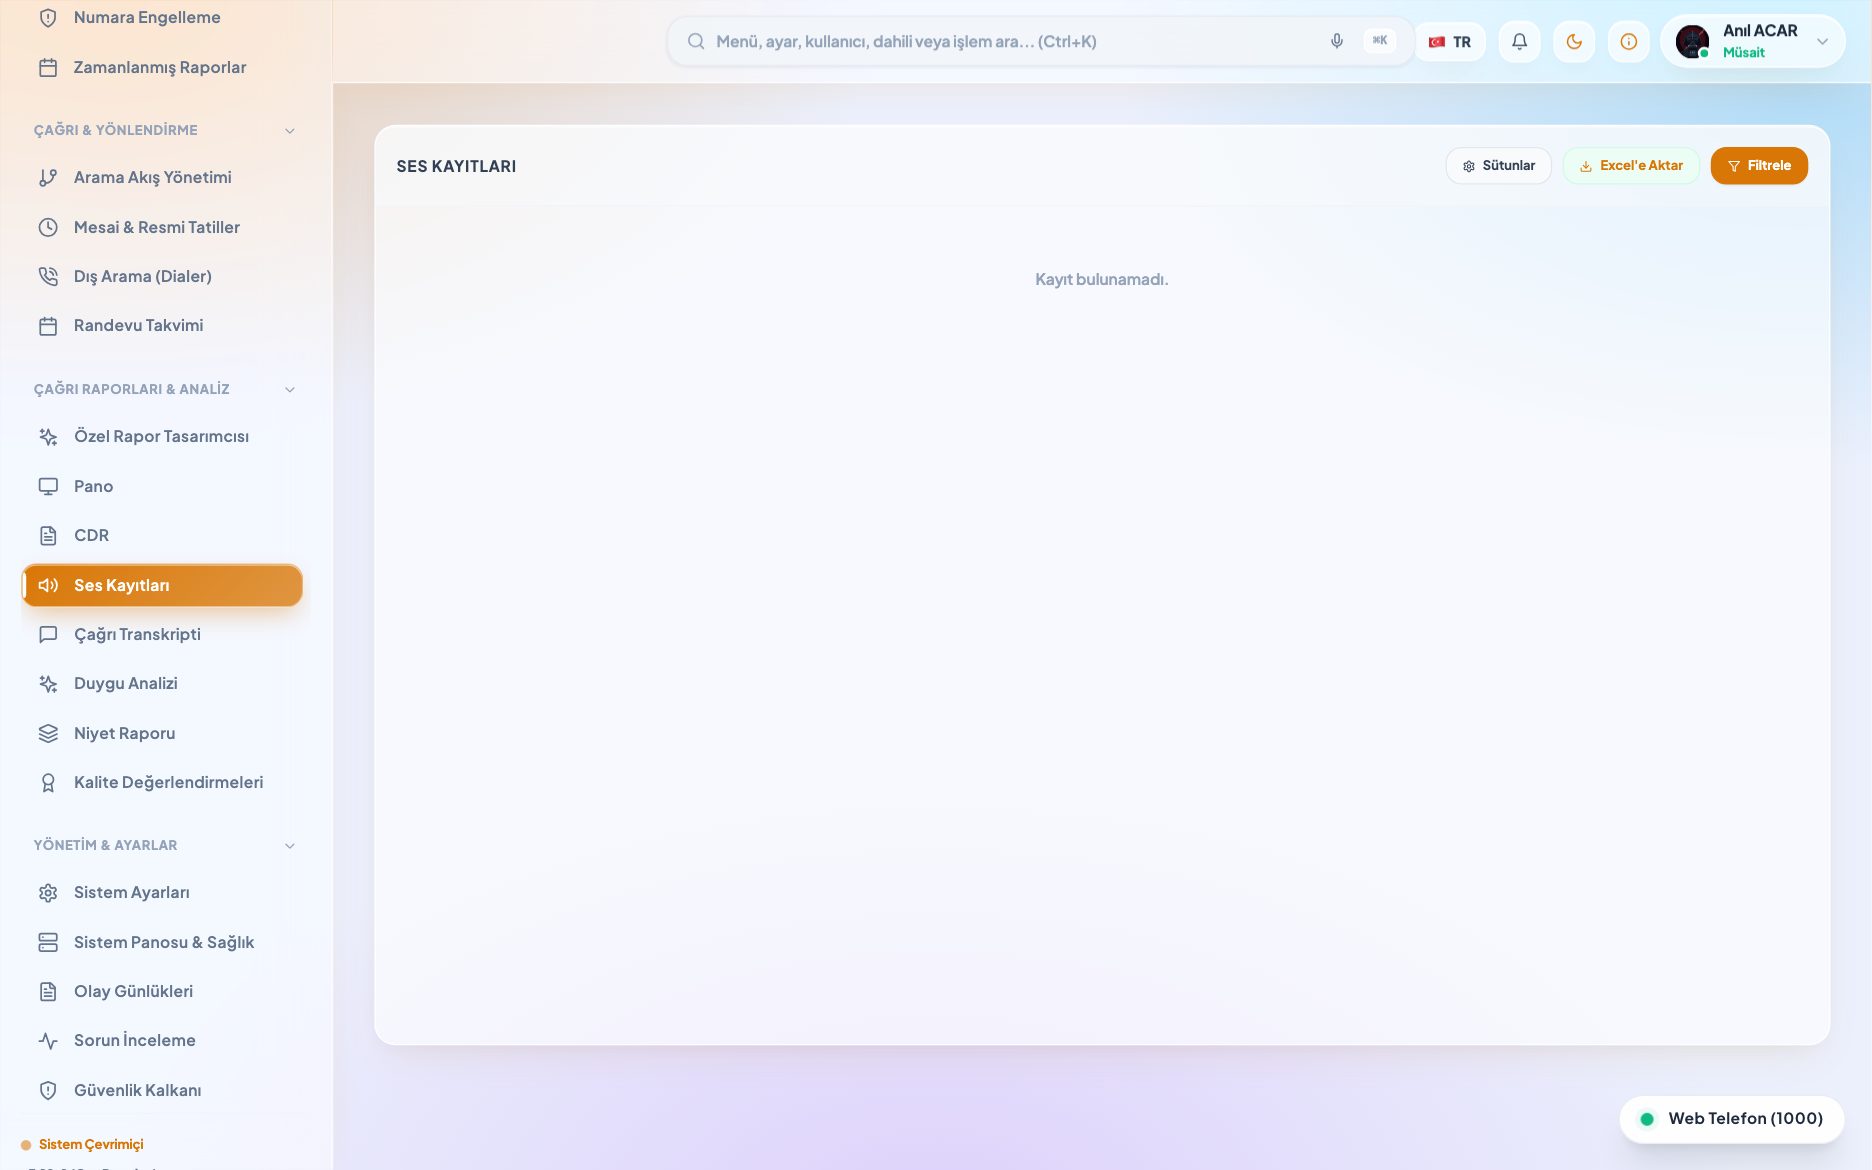 Numara Engelleme
Zamanlanmış Raporlar
ÇAĞRI & YÖNLENDİRME
Arama Akış Yönetimi
Mesai & Resmi Tatiller
Dış Arama (Dialer)
Randevu Takvimi
ÇAĞRI RAPORLARI & ANALİZ
Özel Rapor Tasarımcısı
Pano
CDR
Ses Kayıtları
Çağrı Transkripti
Duygu Analizi
Niyet Raporu
Kalite Değerlendirmeleri
YÖNETİM & AYARLAR
Sistem Ayarları
Sistem Panosu & Sağlık
Olay Günlükleri
Sorun İnceleme
Güvenlik Kalkanı
Sistem Çevrimiçi
Menü, ayar, kullanıcı, dahili veya işlem ara... (Ctrl+K)
⌘K
TR
Anıl ACAR
Müsait
SES KAYITLARI
Sütunlar
Excel'e Aktar
Filtrele
Kayıt bulunamadı.
Web Telefon (1000)